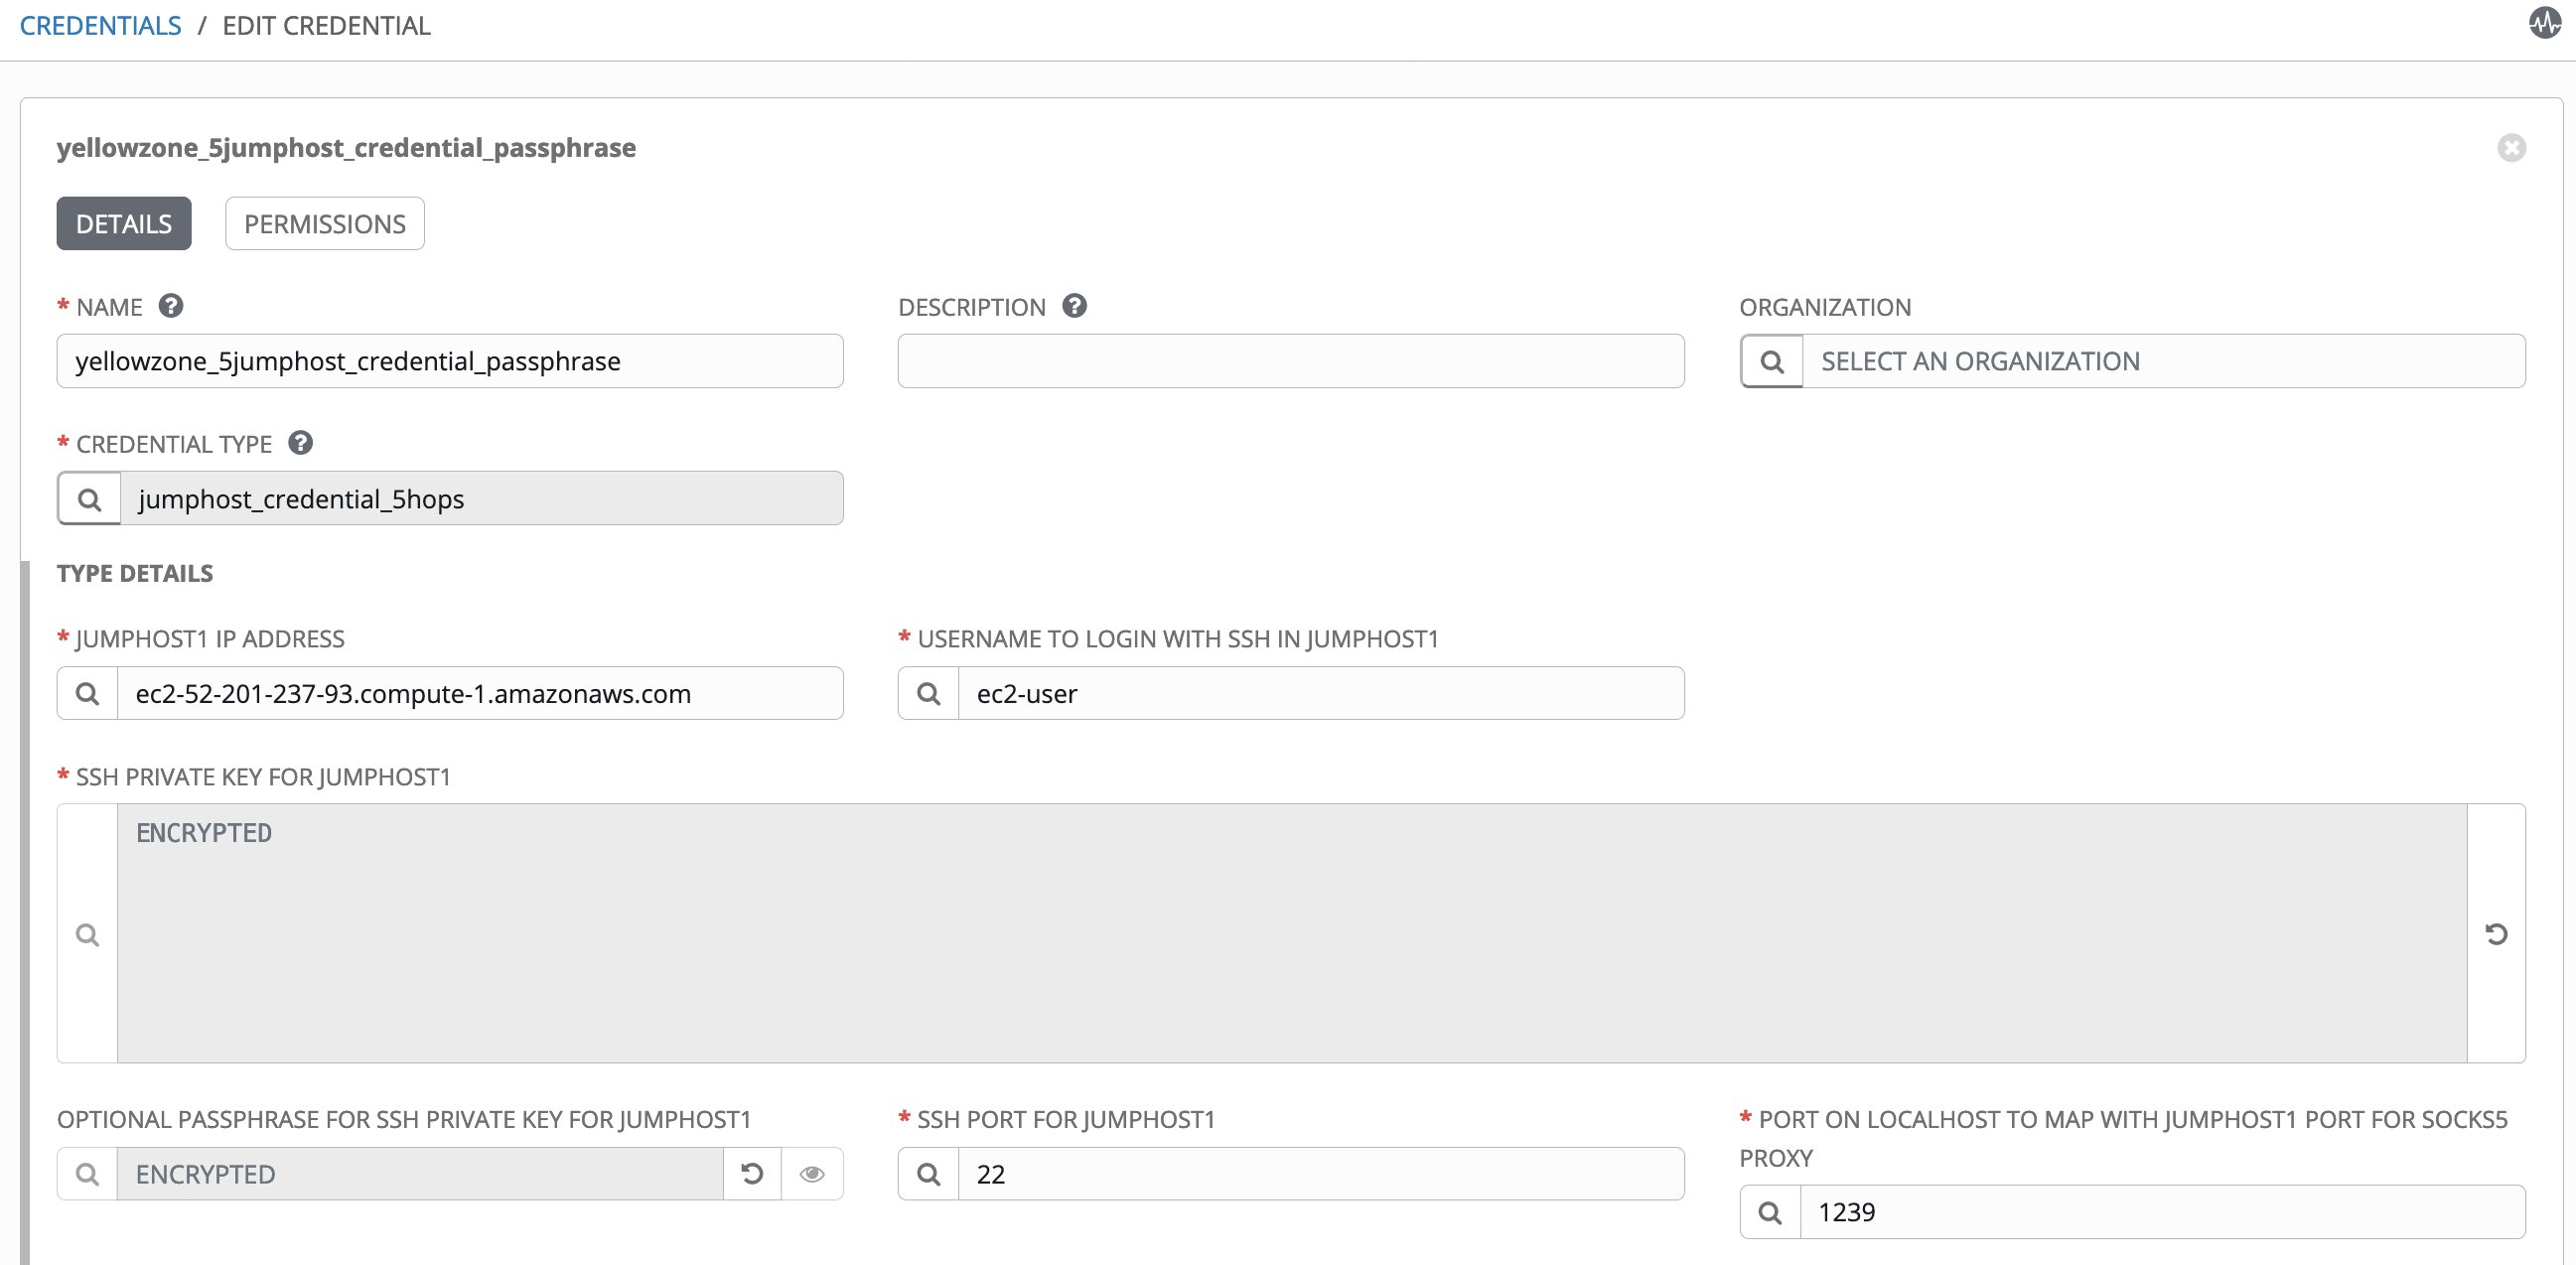 CREDENTIALS / EDIT CREDENTIAL
yellowzone_5jumphost_credential_passphrase
DETAILS PERMISSIONS
* NAME ? DESCRIPTION ? ORGANIZATION
yellowzone_5jumphost_credential_passphrase SELECT AN ORGANIZATION
* CREDENTIAL TYPE ?
jumphost_credential_5hops
TYPE DETAILS
* JUMPHOST1 IP ADDRESS * USERNAME TO LOGIN WITH SSH IN JUMPHOST1
ec2-52-201-237-93.compute-1.amazonaws.com ec2-user
* SSH PRIVATE KEY FOR JUMPHOST1
ENCRYPTED
OPTIONAL PASSPHRASE FOR SSH PRIVATE KEY FOR JUMPHOST1 * SSH PORT FOR JUMPHOST1 * PORT ON LOCALHOST TO MAP WITH JUMPHOST1 PORT FOR SOCKS5
PROXY
ENCRYPTED 22
1239